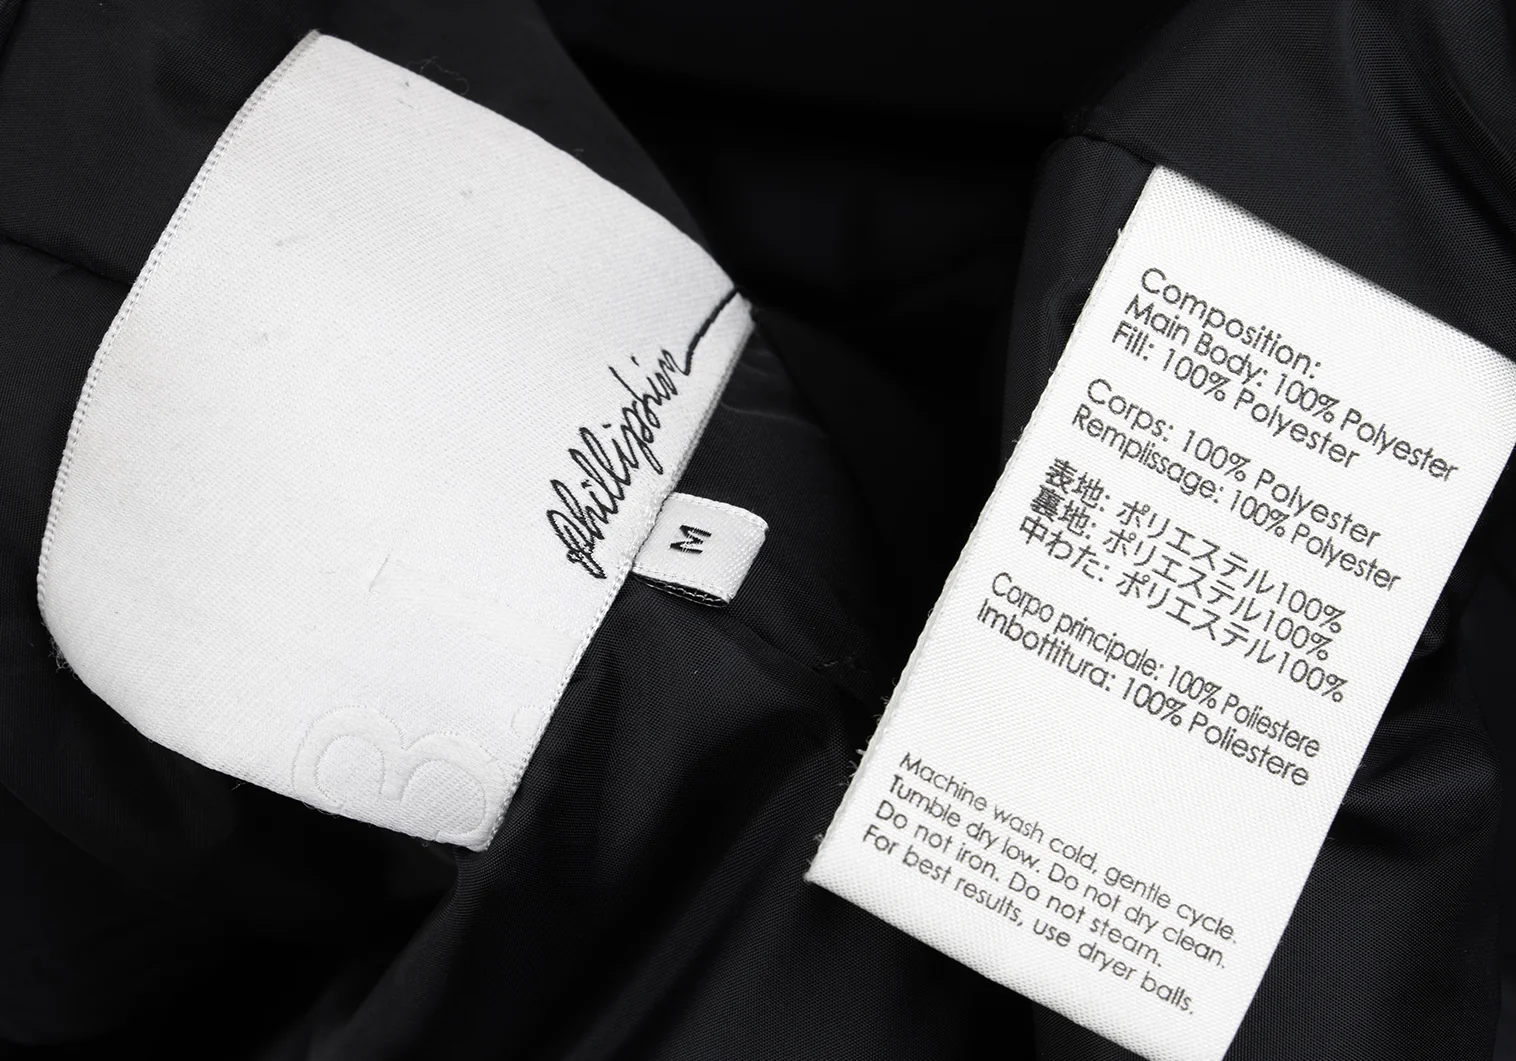 phillip lim
3.
M
Composition:
Main Body: 100% Polyester
Fill: 100% Polyester
Corps: 100% Polyester
Remplissage: 100% Polyester
表地: ポリエステル100%
裏地: ポリエステル100%
中わた: ポリエステル100%
Corpo principale: 100% Poliestere
Imbottitura: 100% Poliestere
Machine wash cold, gentle cycle.
Tumble dry low. Do not dry clean.
Do not iron. Do not steam.
For best results, use dryer balls.